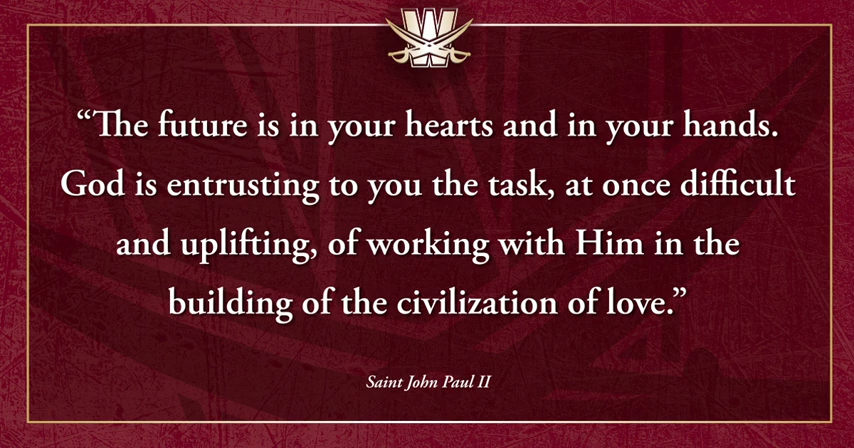 W
“The future is in your hearts and in your hands.
God is entrusting to you the task, at once difficult
and uplifting, of working with Him in the
building of the civilization of love.”
Saint John Paul II